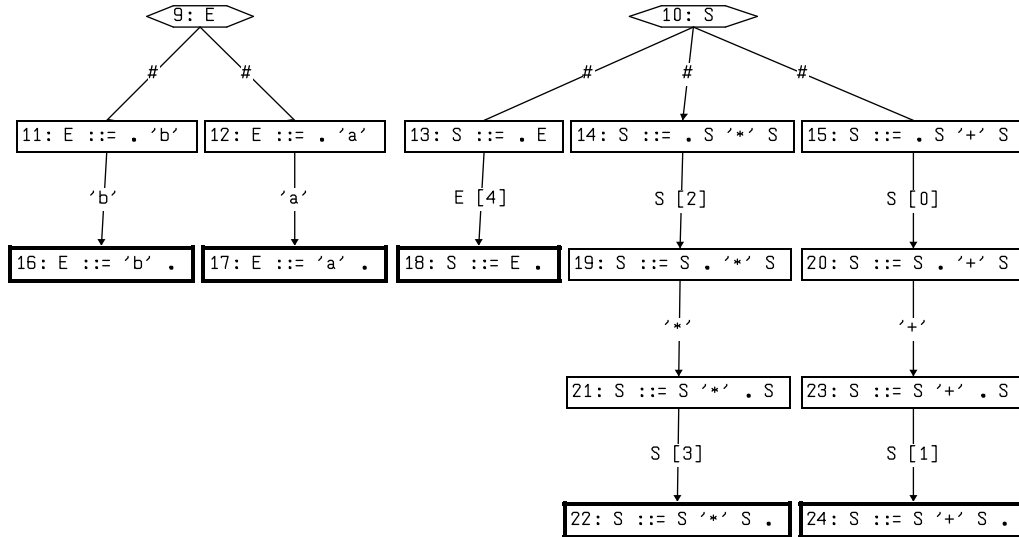 9: E 10: S
# # # # #
11: E ::= . 'b' 12: E ::= . 'a' 13: S ::= . E 14: S ::= . S '*' S 15: S ::= . S '+' S
'b' 'a' E [4] S [2] S [0]
16: E ::= 'b' . 17: E ::= 'a' . 18: S ::= E . 19: S ::= S . '*' S 20: S ::= S . '+' S
'*' '+'
21: S ::= S '*' . S 23: S ::= S '+' . S
S [3] S [1]
22: S ::= S '*' S . 24: S ::= S '+' S .